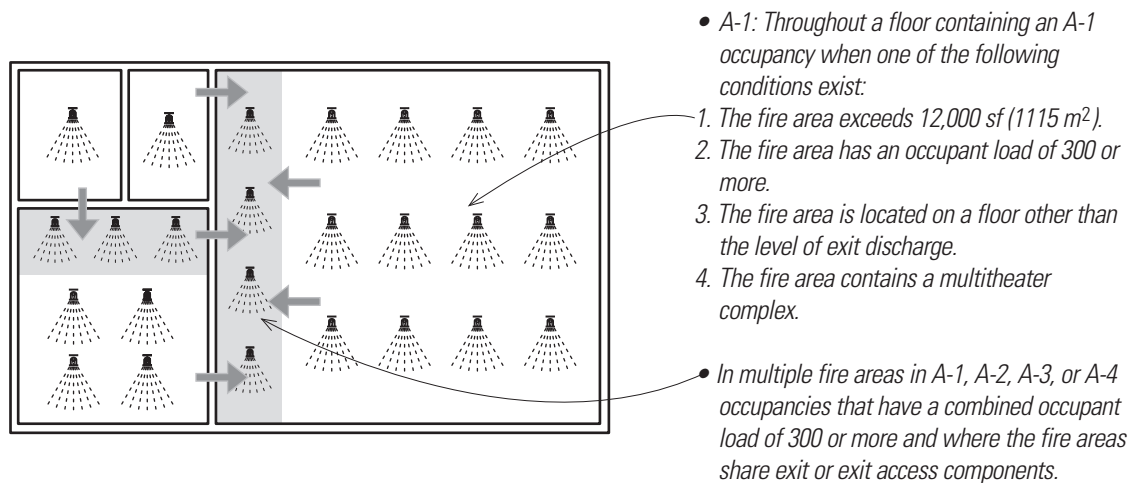 • A-1: Throughout a floor containing an A-1
occupancy when one of the following
conditions exist:
1. The fire area exceeds 12,000 sf (1115 m²).
2. The fire area has an occupant load of 300 or
more.
3. The fire area is located on a floor other than
the level of exit discharge.
4. The fire area contains a multitheater
complex.
• In multiple fire areas in A-1, A-2, A-3, or A-4
occupancies that have a combined occupant
load of 300 or more and where the fire areas
share exit or exit access components.